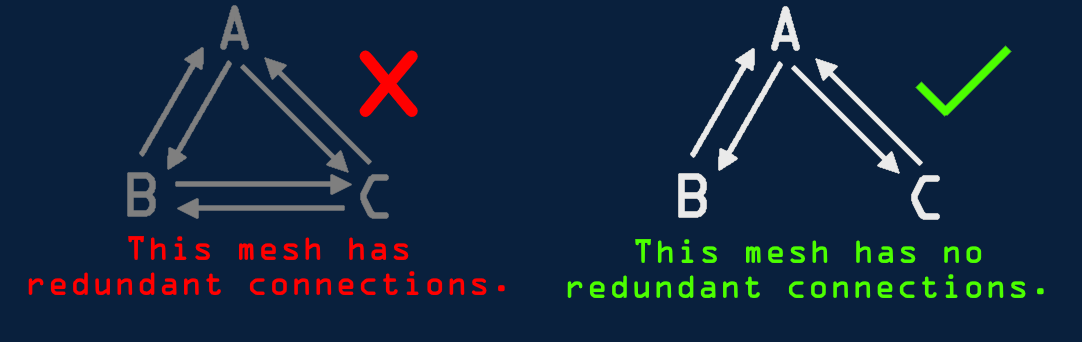 A
B
C
This mesh has
redundant connections.
A
B
C
This mesh has no
redundant connections.